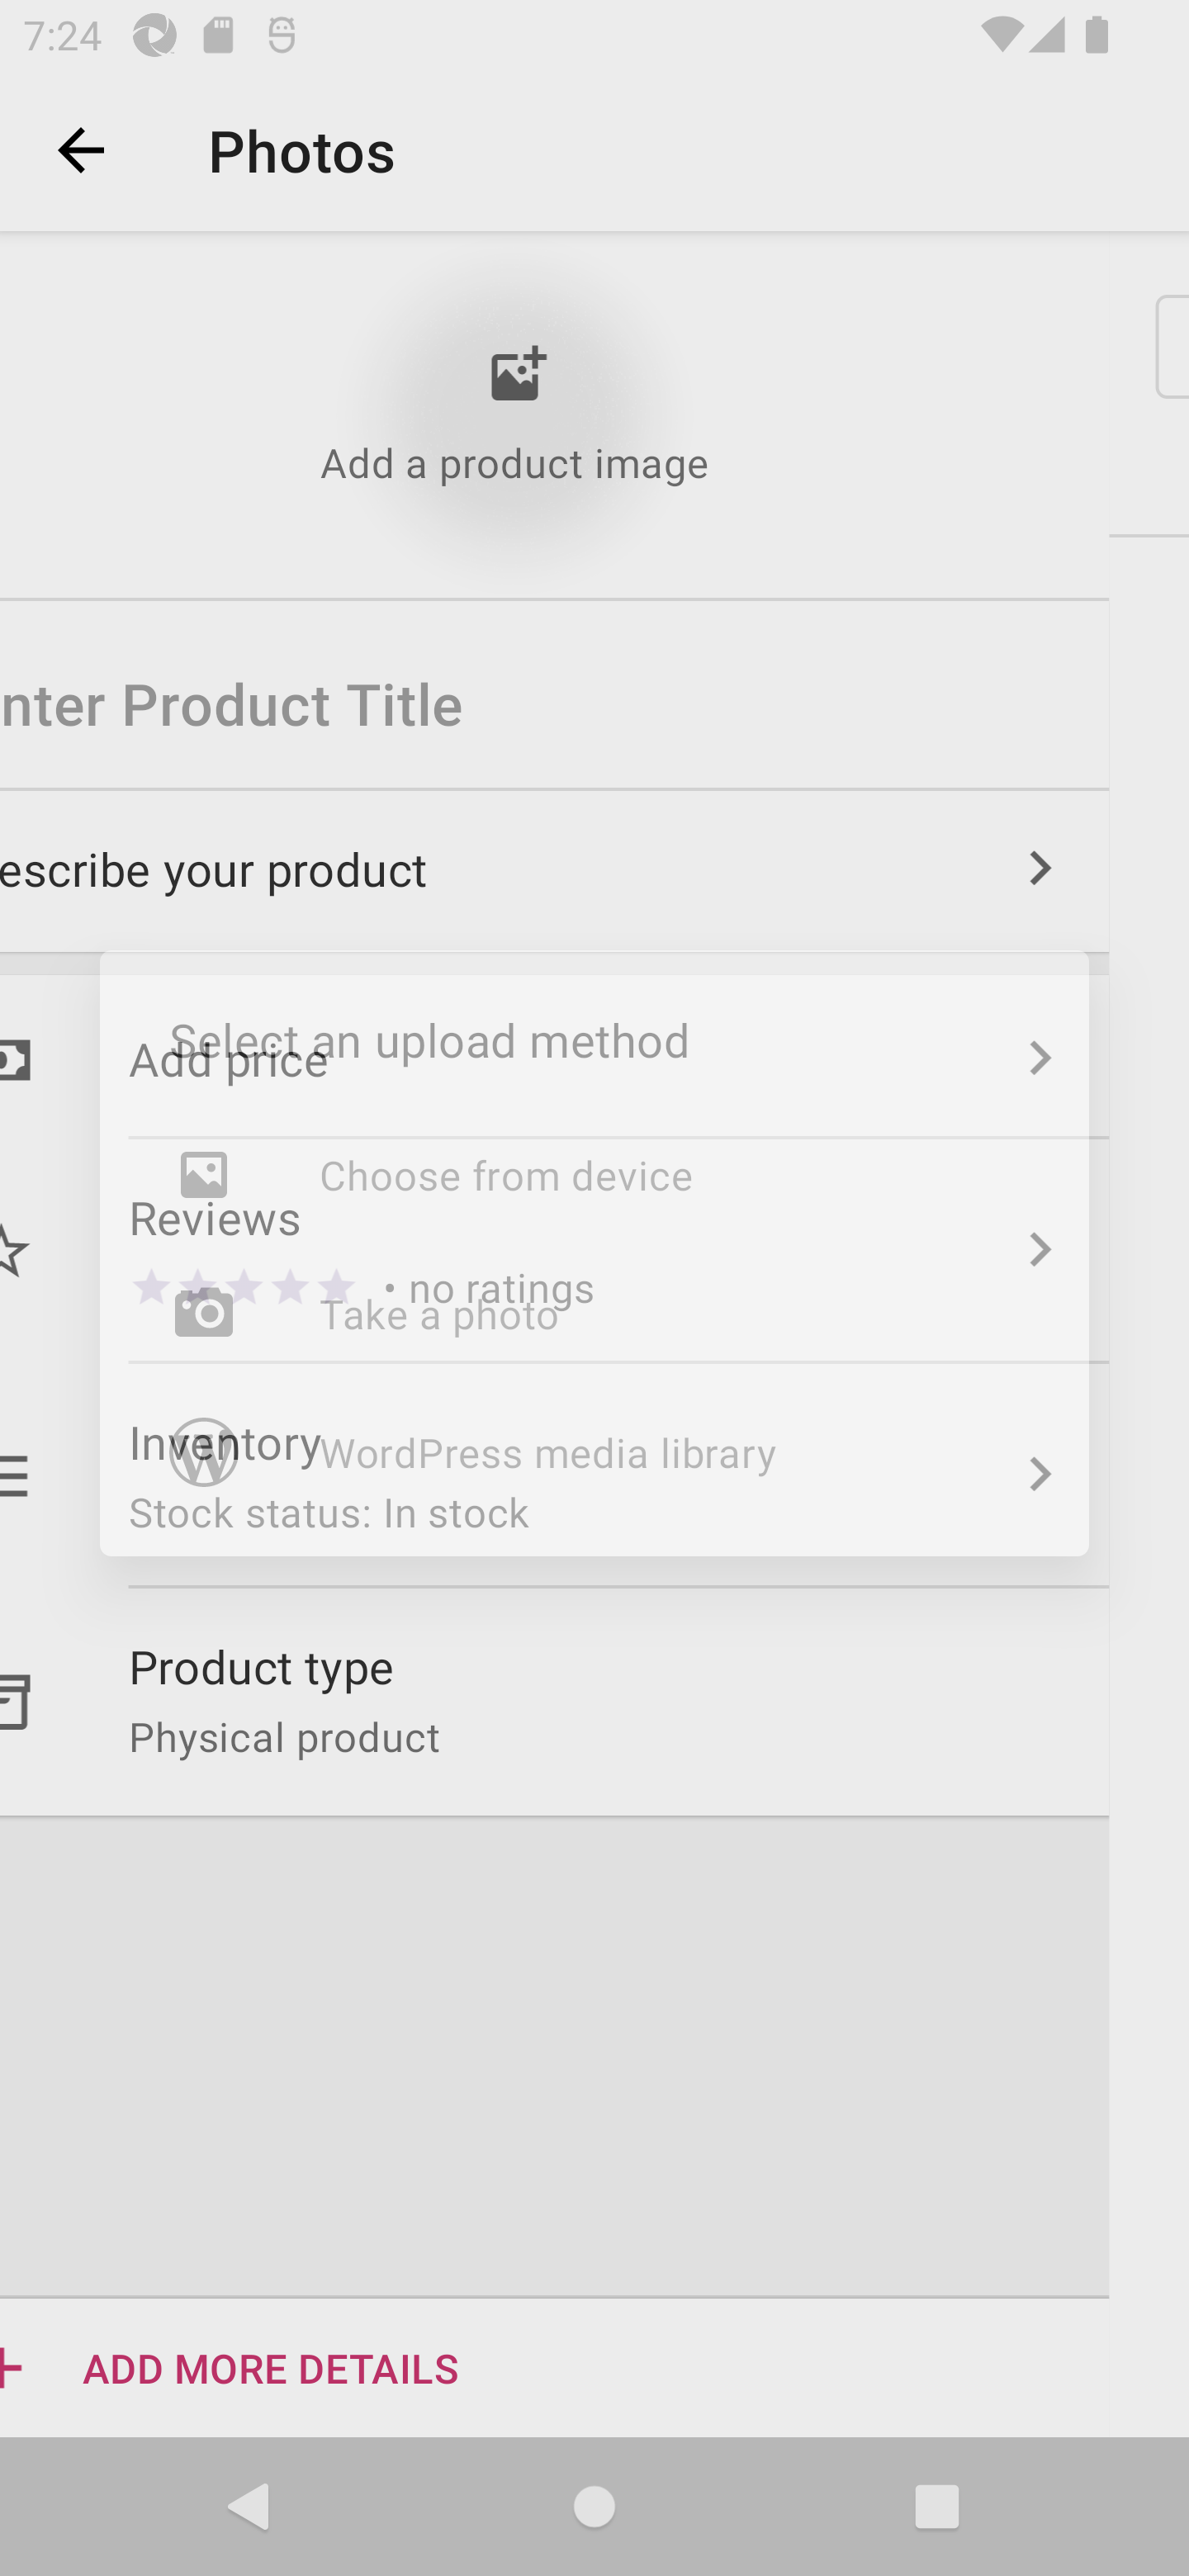 7:24
Photos
Add a product image
nter Product Title
escribe your product
Select an upload method
Add price
Choose from device
Reviews
• no ratings
Take a photo
Inventory
WordPress media library
Stock status: In stock
Product type
Physical product
ADD MORE DETAILS